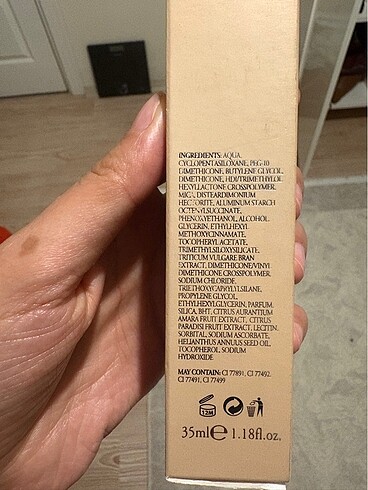 INGREDIENTS: AQUA,
CYCLOPENTASILOXANE, PEG-10
DIMETHICONE, BUTYLENE GLYCOL,
DIMETHICONE, HDI/TRIMETHYLOL
HEXYLLACTONE CROSSPOLYMER,
MICA, DISTEARDIMONIUM
HECTORITE, ALUMINUM STARCH
OCTENYLSUCCINATE,
PHENOXYETHANOL, ALCOHOL,
GLYCERIN, ETHYLHEXYL
METHOXYCINNAMATE,
TOCOPHERYL ACETATE,
TRIMETHYLSILOXYSILICATE,
TRITICUM VULGARE BRAN
EXTRACT, DIMETHICONE/VINYL
DIMETHICONE CROSSPOLYMER,
SODIUM CHLORIDE,
TRIETHOXYCAPRYLYLSILANE,
PROPYLENE GLYCOL,
ETHYLHEXYLGLYCERIN, PARFUM,
SILICA, BHT, CITRUS AURANTIUM
AMARA FRUIT EXTRACT, CITRUS
PARADISI FRUIT EXTRACT, LECITIN,
SORBITAL, SODIUM ASCORBATE,
HELIANTHUS ANNUUS SEED OIL,
TOCOPHEROL, SODIUM
HYDROXIDE
MAY CONTAIN: CI 77891, CI 77492,
CI 77491, CI 77499
12M
35ml e 1.18fl.oz.